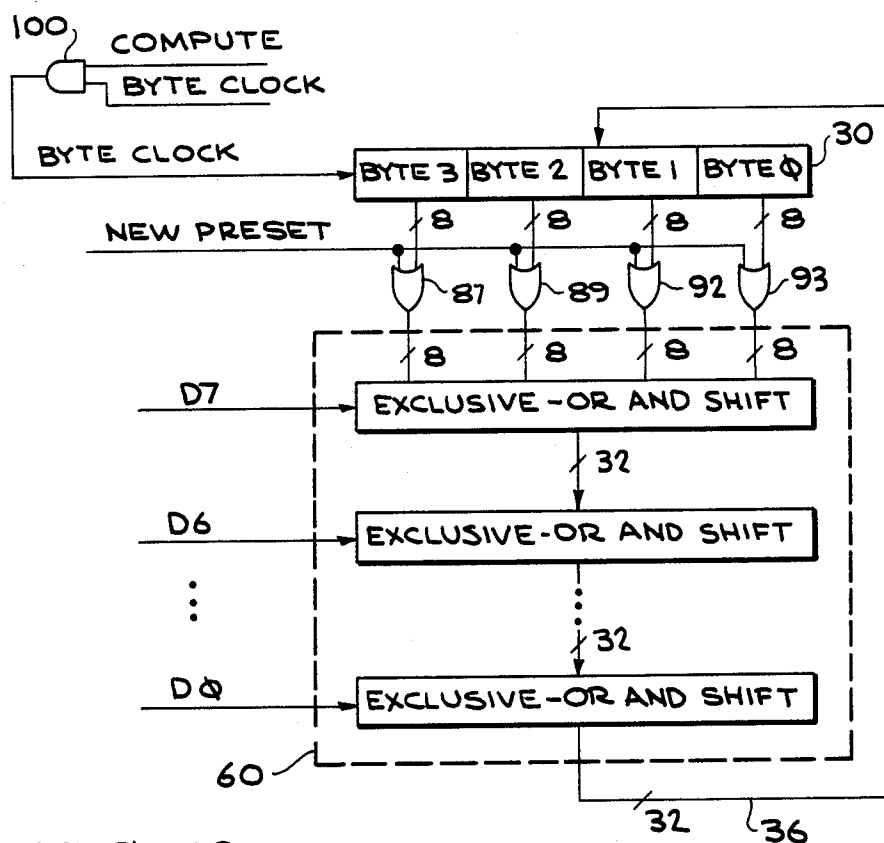 100
COMPUTE
BYTE CLOCK
BYTE CLOCK
BYTE 3 BYTE 2 BYTE 1 BYTE Φ 30
8 8 8 8
NEW PRESET
87 89 92 93
8 8 8 8
D7 EXCLUSIVE-OR AND SHIFT
32
D6 EXCLUSIVE-OR AND SHIFT
32
DΦ EXCLUSIVE-OR AND SHIFT
60
32 36